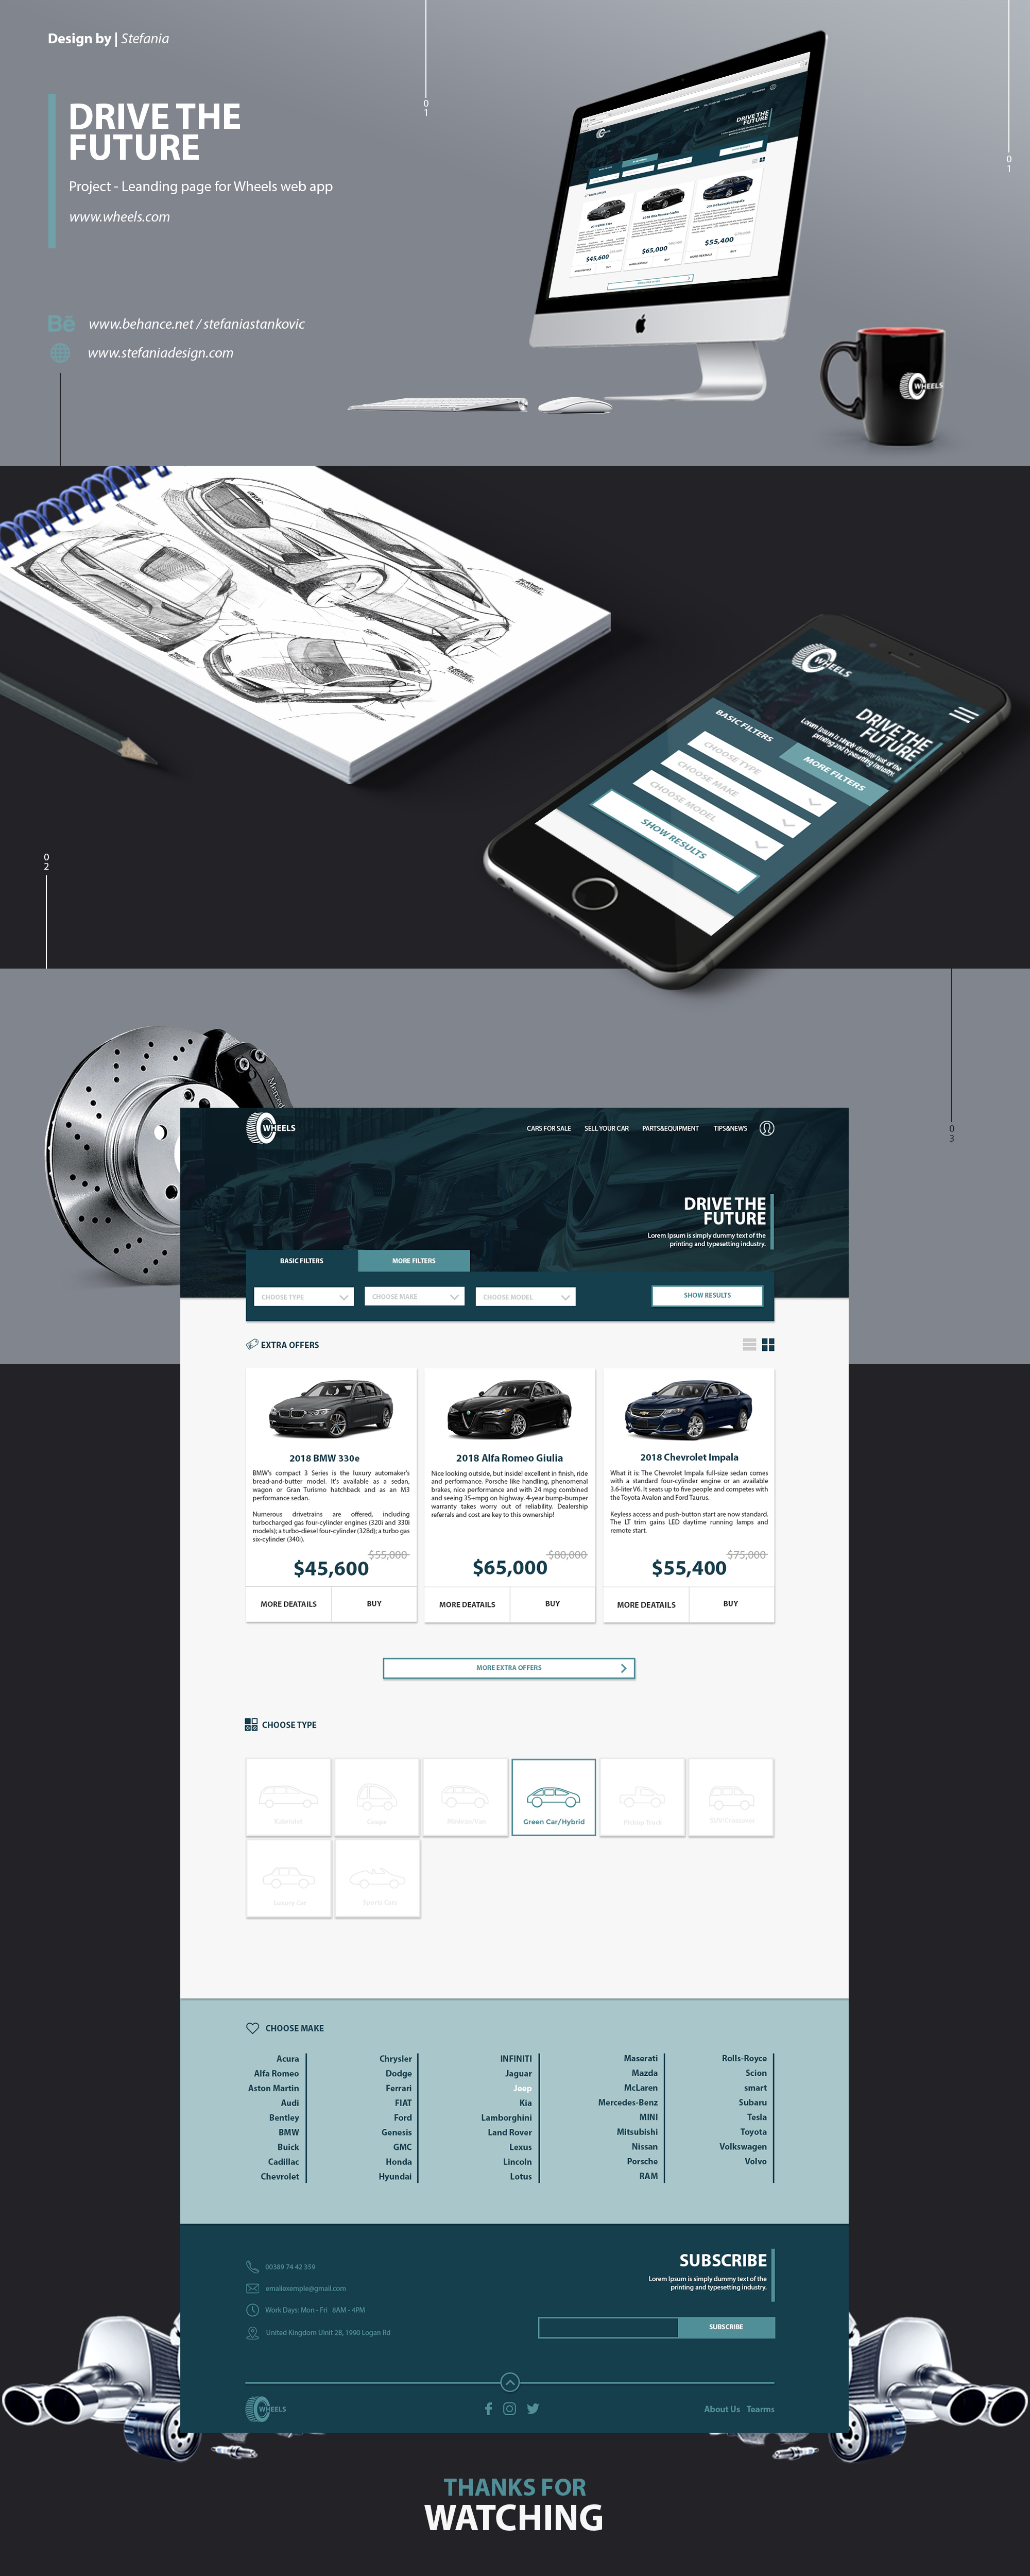 Design by | Stefania
0
1
0
1
DRIVE THE
FUTURE
Project - Leanding page for Wheels web app
www.wheels.com
DRIVE THE
FUTURE
$45,600
$65,000
$55,400
Bē www.behance.net / stefaniastankovic
www.stefaniadesign.com
WHEELS
WHEELS
DRIVE THE
FUTURE
Lorem Ipsum is simply dummy text of the
printing and typesetting industry.
BASIC FILTERS
MORE FILTERS
CHOOSE TYPE
CHOOSE MAKE
CHOOSE MODEL
SHOW RESULTS
0
2
0
3
WHEELS
CARS FOR SALE SELL YOUR CAR PARTS&EQUIPMENT TIPS&NEWS
DRIVE THE
FUTURE
Lorem Ipsum is simply dummy text of the
printing and typesetting industry.
BASIC FILTERS MORE FILTERS
CHOOSE TYPE CHOOSE MAKE CHOOSE MODEL SHOW RESULTS
EXTRA OFFERS
2018 BMW 330e
BMW's compact 3 Series is the luxury automaker's
bread-and-butter model. It's available as a sedan,
wagon or Gran Turismo hatchback and as an M3
performance sedan.
Numerous drivetrains are offered, including
turbocharged gas four-cylinder engines (320i and 330i
models); a turbo-diesel four-cylinder (328d); a turbo gas
six-cylinder (340i).
$55,000
$45,600
MORE DEATAILS BUY
2018 Alfa Romeo Giulia
Nice looking outside, but inside! excellent in finish, ride
and performance. Porsche like handling, phenomenal
brakes, nice performance and with 24 mpg combined
and seeing 35+mpg on highway. 4-year bump-bumper
warranty takes worry out of reliability. Dealership
referrals and cost are key to this ownership!
$80,000
$65,000
MORE DEATAILS BUY
2018 Chevrolet Impala
What it is: The Chevrolet Impala full-size sedan comes
with a standard four-cylinder engine or an available
3.6-liter V6. It seats up to five people and competes with
the Toyota Avalon and Ford Taurus.
Keyless access and push-button start are now standard.
The LT trim gains LED daytime running lamps and
remote start.
$75,000
$55,400
MORE DEATAILS BUY
MORE EXTRA OFFERS
CHOOSE TYPE
Green Car/Hybrid
Pickup Truck
SUV/Crossover
Luxury Car
CHOOSE MAKE
Acura
Alfa Romeo
Aston Martin
Audi
Bentley
BMW
Buick
Cadillac
Chevrolet
Chrysler
Dodge
Ferrari
FIAT
Ford
Genesis
GMC
Honda
Hyundai
INFINITI
Jaguar
Jeep
Kia
Lamborghini
Land Rover
Lexus
Lincoln
Lotus
Maserati
Mazda
McLaren
Mercedes-Benz
MINI
Mitsubishi
Nissan
Porsche
RAM
Rolls-Royce
Scion
smart
Subaru
Tesla
Toyota
Volkswagen
Volvo
00389 74 42 359
emailexemple@gmail.com
Work Days: Mon - Fri 8AM - 4PM
United Kingdom Uinit 2B, 1990 Logan Rd
SUBSCRIBE
Lorem Ipsum is simply dummy text of the
printing and typesetting industry.
SUBSCRIBE
WHEELS
About Us Tearms
THANKS FOR
WATCHING